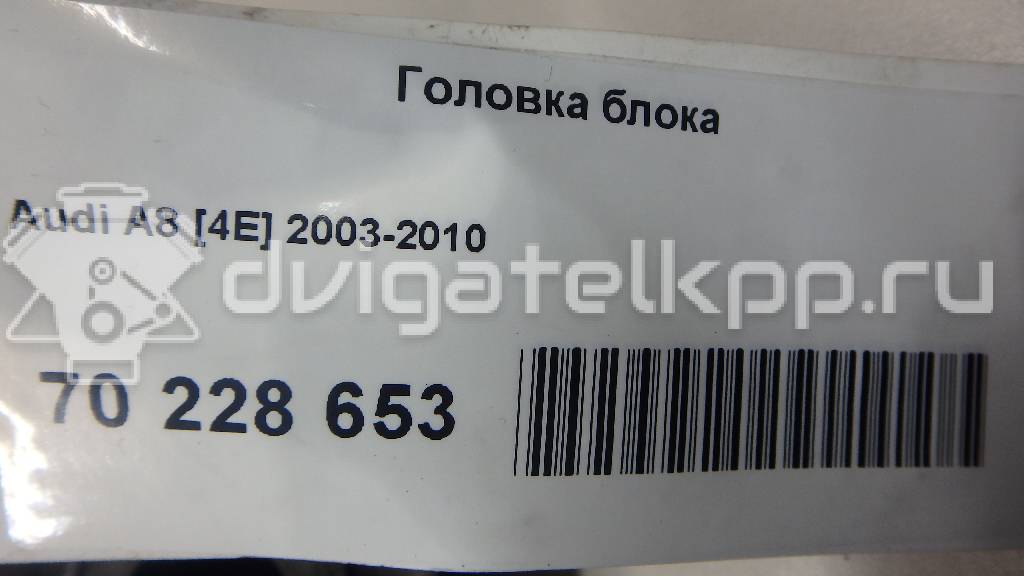 Головка блока
Audi A8 [4E] 2003-2010
dvigatelkpp.ru
70 228 653